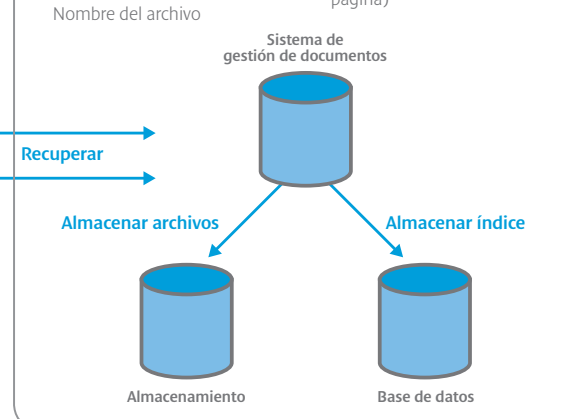 página)
Nombre del archivo
Sistema de
gestión de documentos
Recuperar
Almacenar archivos
Almacenar índice
Almacenamiento
Base de datos